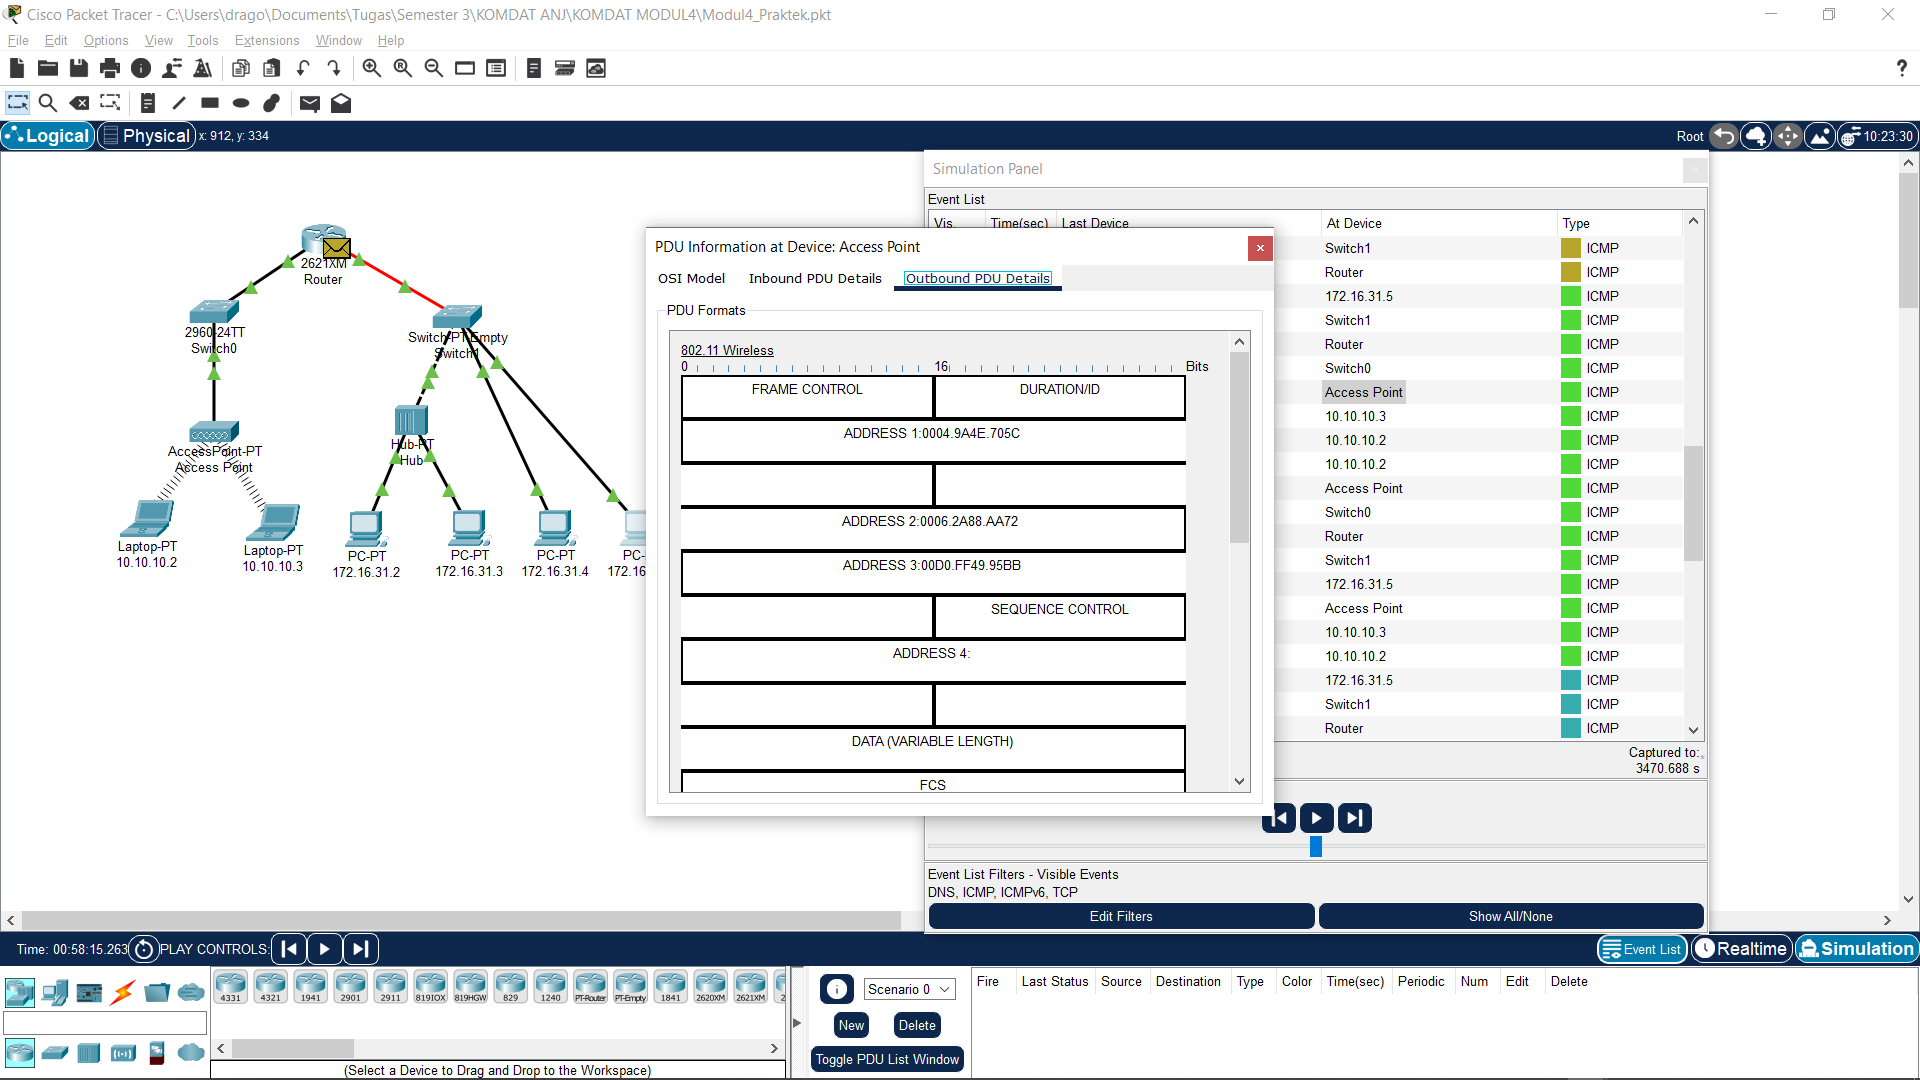 Cisco Packet Tracer - C:\Users\drago\Documents\Tugas\Semester 3\KOMDAT ANJ\KOMDAT MODUL4\Modul4_Praktek.pkt
File Edit Options View Tools Extensions Window Help
?
Logical Physical x: 912, y: 334 Root 10:23:30
2621XM
Router
2960-24TT
Switch0
Switch-PT-Empty
Switch1
AccessPoint-PT
Access Point
Hub-PT
Hub
Laptop-PT
10.10.10.2
Laptop-PT
10.10.10.3
PC-PT
172.16.31.2
PC-PT
172.16.31.3
PC-PT
172.16.31.4
PC-
172.16
Simulation Panel
Event List
Vis. Time(sec) Last Device At Device Type
Switch1 ICMP
Router ICMP
172.16.31.5 ICMP
Switch1 ICMP
Router ICMP
Switch0 ICMP
Access Point ICMP
10.10.10.3 ICMP
10.10.10.2 ICMP
10.10.10.2 ICMP
Access Point ICMP
Switch0 ICMP
Router ICMP
Switch1 ICMP
172.16.31.5 ICMP
Access Point ICMP
10.10.10.3 ICMP
10.10.10.2 ICMP
172.16.31.5 ICMP
Switch1 ICMP
Router ICMP
Captured to:
3470.688 s
PDU Information at Device: Access Point
OSI Model Inbound PDU Details Outbound PDU Details
PDU Formats
802.11 Wireless
0 16 Bits
FRAME CONTROL DURATION/ID
ADDRESS 1:0004.9A4E.705C
ADDRESS 2:0006.2A88.AA72
ADDRESS 3:00D0.FF49.95BB
SEQUENCE CONTROL
ADDRESS 4:
DATA (VARIABLE LENGTH)
FCS
Event List Filters - Visible Events
DNS, ICMP, ICMPv6, TCP
Edit Filters Show All/None
Time: 00:58:15.263 PLAY CONTROLS: Event List Realtime Simulation
4331 4321 1941 2901 2911 819IOX 819HGW 829 1240 PT-Router PT-Empty 1841 2620XM 2621XM 2
(Select a Device to Drag and Drop to the Workspace)
Scenario 0
New Delete
Toggle PDU List Window
Fire Last Status Source Destination Type Color Time(sec) Periodic Num Edit Delete